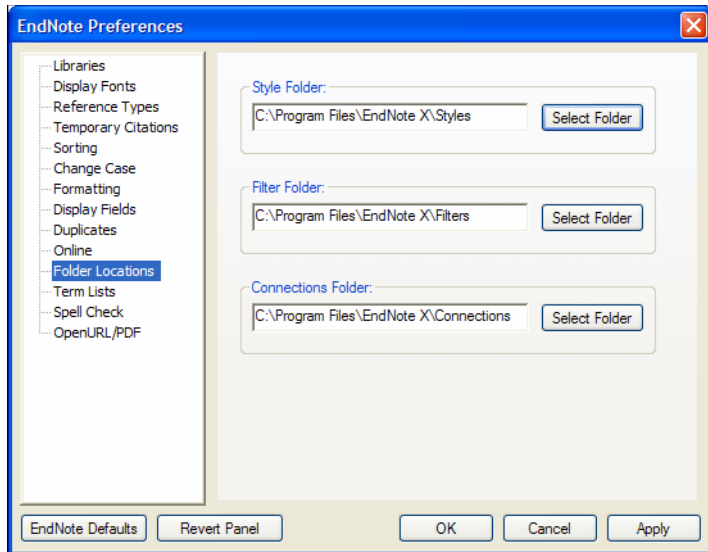 EndNote Preferences
Libraries
Display Fonts
Reference Types
Temporary Citations
Sorting
Change Case
Formatting
Display Fields
Duplicates
Online
Folder Locations
Term Lists
Spell Check
OpenURL/PDF
Style Folder:
C:\Program Files\EndNote X\Styles
Select Folder
Filter Folder:
C:\Program Files\EndNote X\Filters
Select Folder
Connections Folder:
C:\Program Files\EndNote X\Connections
Select Folder
EndNote Defaults
Revert Panel
OK
Cancel
Apply